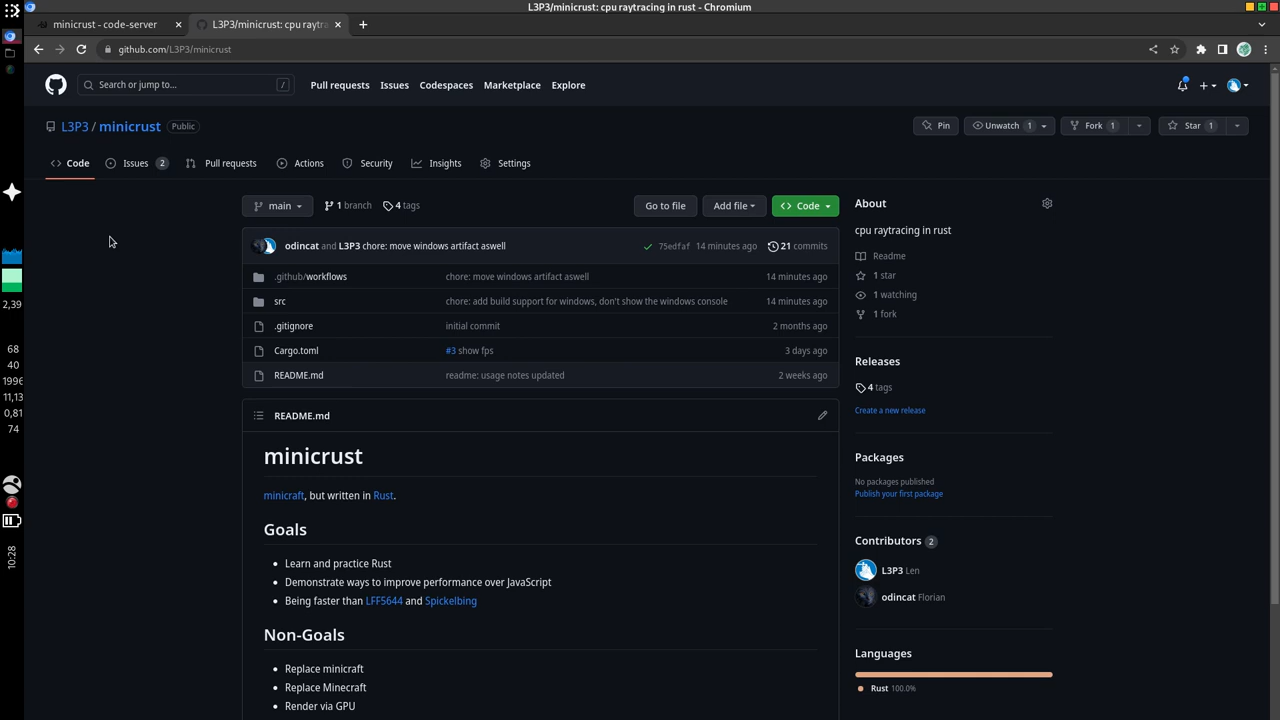 L3P3/minicrust: cpu raytracing in rust - Chromium
minicrust - code-server
L3P3/minicrust: cpu raytr
github.com/L3P3/minicrust
Search or jump to...
/
Pull requests
Issues
Codespaces
Marketplace
Explore
L3P3 / minicrust
Public
Pin
Unwatch 1
Fork 1
Star 1
Code
Issues 2
Pull requests
Actions
Security
Insights
Settings
main
1 branch
4 tags
Go to file
Add file
Code
odincat and L3P3 chore: move windows artifact aswell
75edfaf 14 minutes ago
21 commits
.github/workflows
chore: move windows artifact aswell
14 minutes ago
src
chore: add build support for windows, don't show the windows console
14 minutes ago
.gitignore
initial commit
2 months ago
Cargo.toml
#3 show fps
3 days ago
README.md
readme: usage notes updated
2 weeks ago
README.md
minicrust
minicraft, but written in Rust.
Goals
Learn and practice Rust
Demonstrate ways to improve performance over JavaScript
Being faster than LFF5644 and Spickelbing
Non-Goals
Replace minicraft
Replace Minecraft
Render via GPU
About
cpu raytracing in rust
Readme
1 star
1 watching
1 fork
Releases
4 tags
Create a new release
Packages
No packages published
Publish your first package
Contributors 2
L3P3 Len
odincat Florian
Languages
Rust 100.0%
2,39
68
40
1996
11,13
0,81
74
10:28